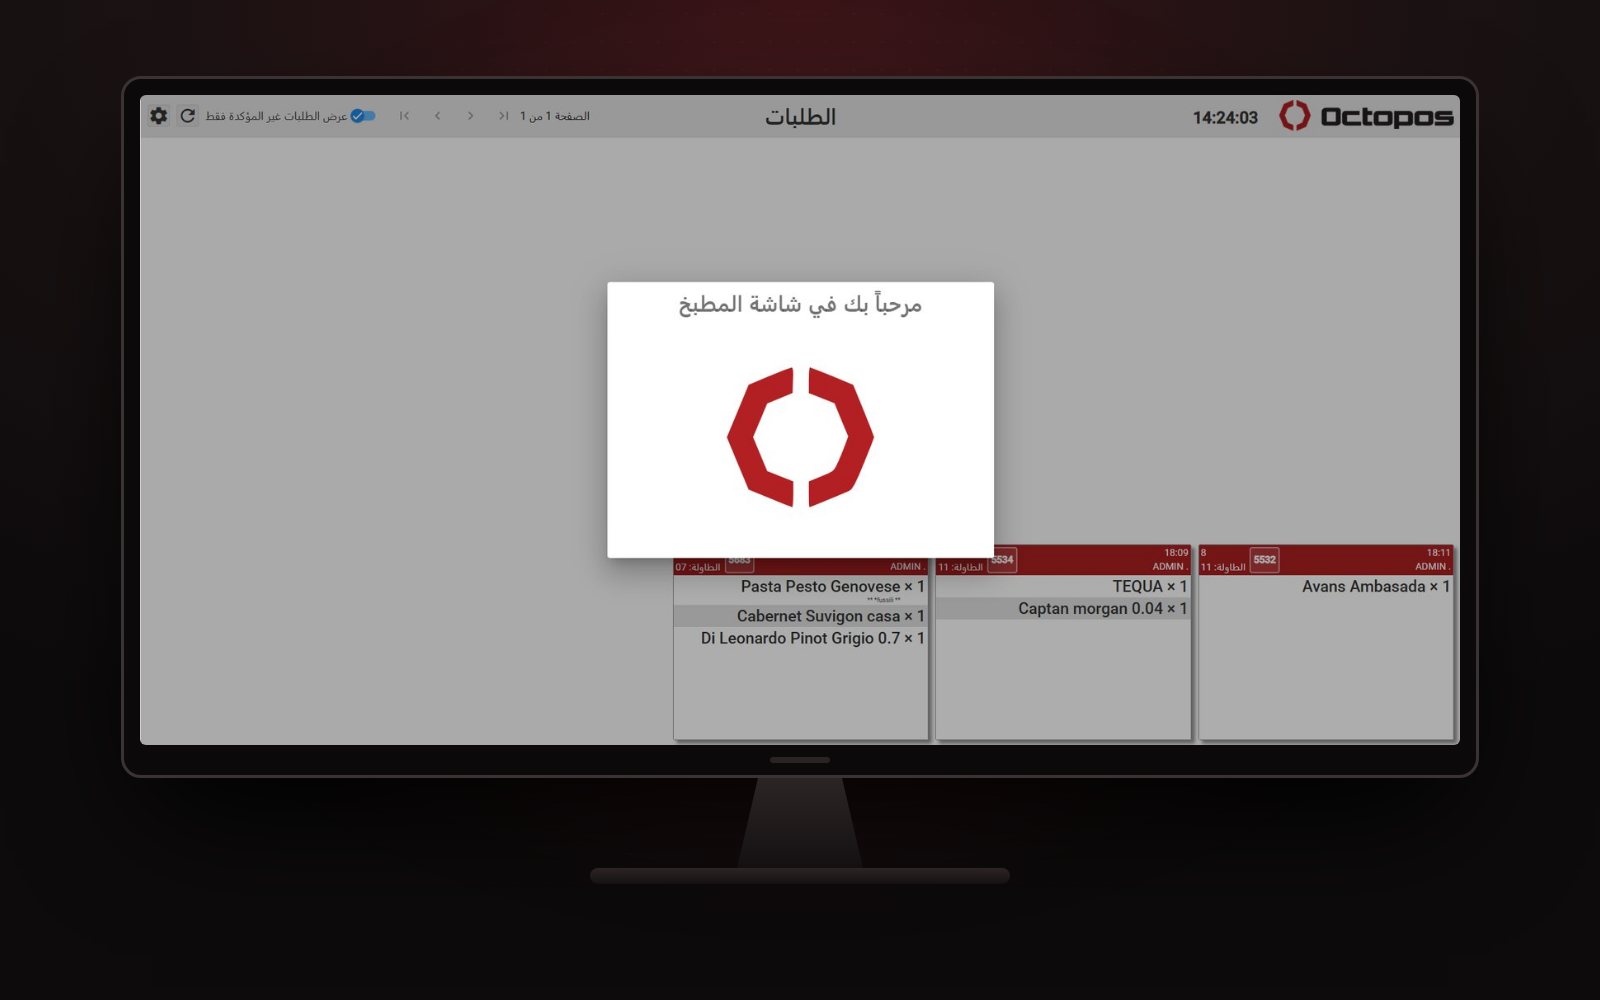 Octopos
14:24:03
الطلبات
الصفحة 1 من 1
عرض الطلبات غير المؤكدة فقط
مرحباً بك في شاشة المطبخ
18:11
8
ADMIN .
5532
الطاولة: 11
Avans Ambasada × 1
18:09
ADMIN .
5534
الطاولة: 11
TEQUA × 1
Captan morgan 0.04 × 1
ADMIN .
الطاولة: 07
Pasta Pesto Genovese × 1
Cabernet Suvigon casa × 1
Di Leonardo Pinot Grigio 0.7 × 1